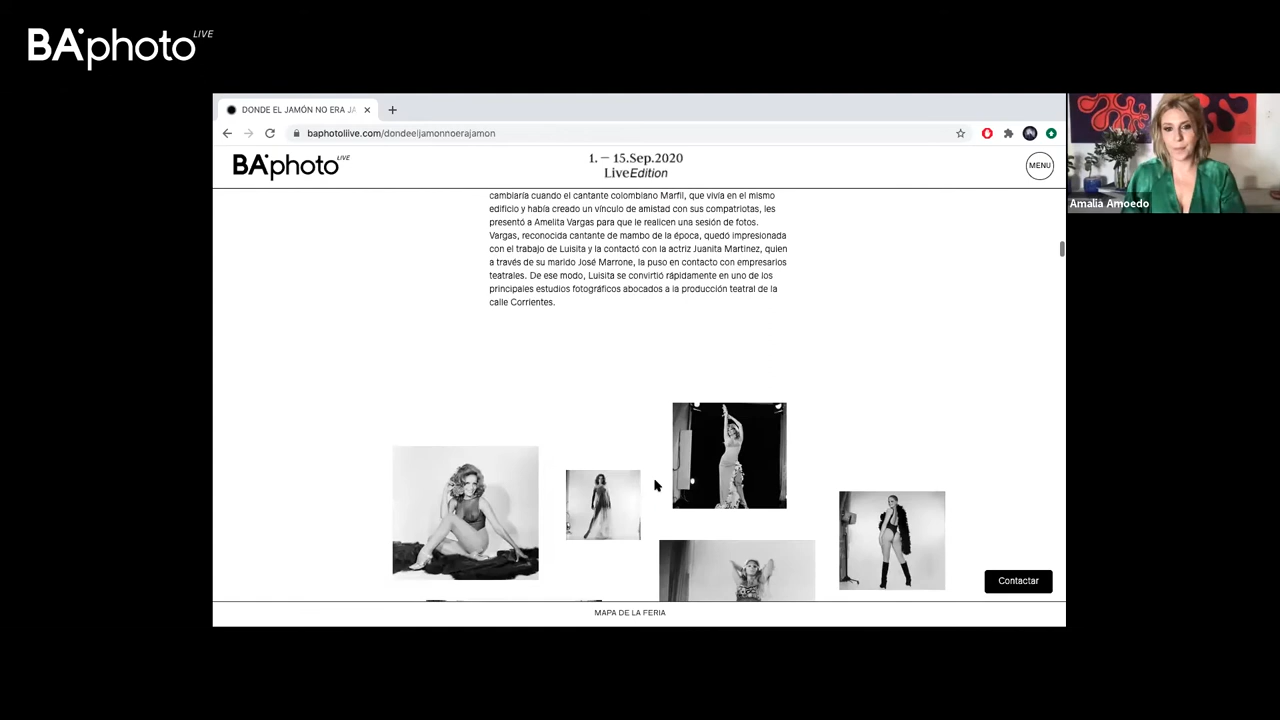 BAphoto LIVE
DONDE EL JAMÓN NO ERA JA
baphotoliive.com/dondeeljamonnoerajamon
BAphoto LIVE
1. — 15.Sep.2020
LiveEdition
MENU
Amalia Amoedo
cambiaría cuando el cantante colombiano Marfil, que vivía en el mismo
edificio y había creado un vínculo de amistad con sus compatriotas, les
presentó a Amelita Vargas para que le realicen una sesión de fotos.
Vargas, reconocida cantante de mambo de la época, quedó impresionada
con el trabajo de Luisita y la contactó con la actriz Juanita Martinez, quien
a través de su marido José Marrone, la puso en contacto con empresarios
teatrales. De ese modo, Luisita se convirtió rápidamente en uno de los
principales estudios fotográficos abocados a la producción teatral de la
calle Corrientes.
Contactar
MAPA DE LA FERIA